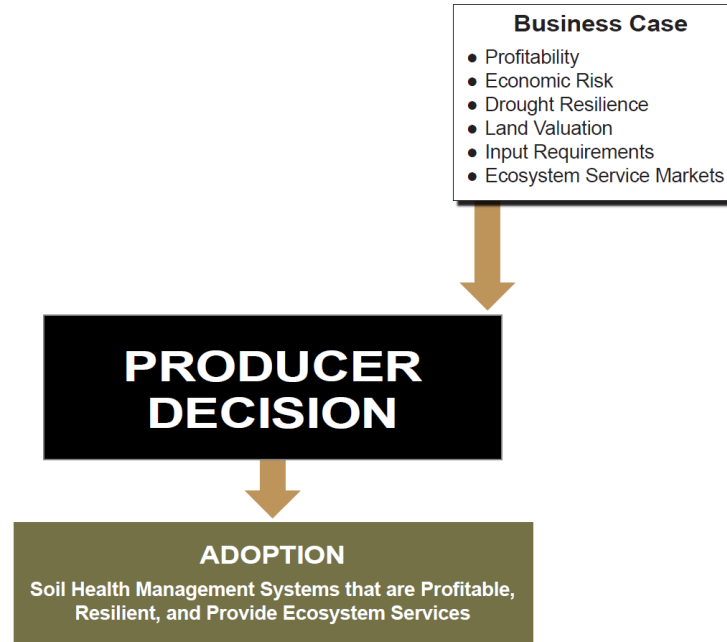 Business Case
● Profitability
● Economic Risk
● Drought Resilience
● Land Valuation
● Input Requirements
● Ecosystem Service Markets
PRODUCER
DECISION
ADOPTION
Soil Health Management Systems that are Profitable,
Resilient, and Provide Ecosystem Services